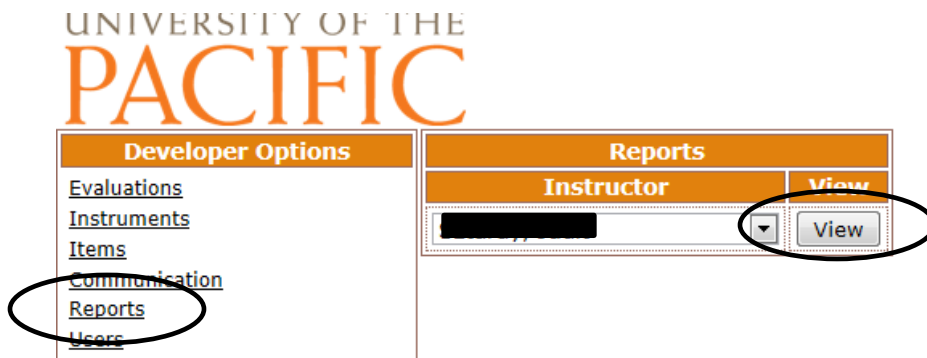 UNIVERSITY OF THE
PACIFIC
Developer Options
Evaluations
Instruments
Items
Communication
Reports
Users
Reports
Instructor View
View